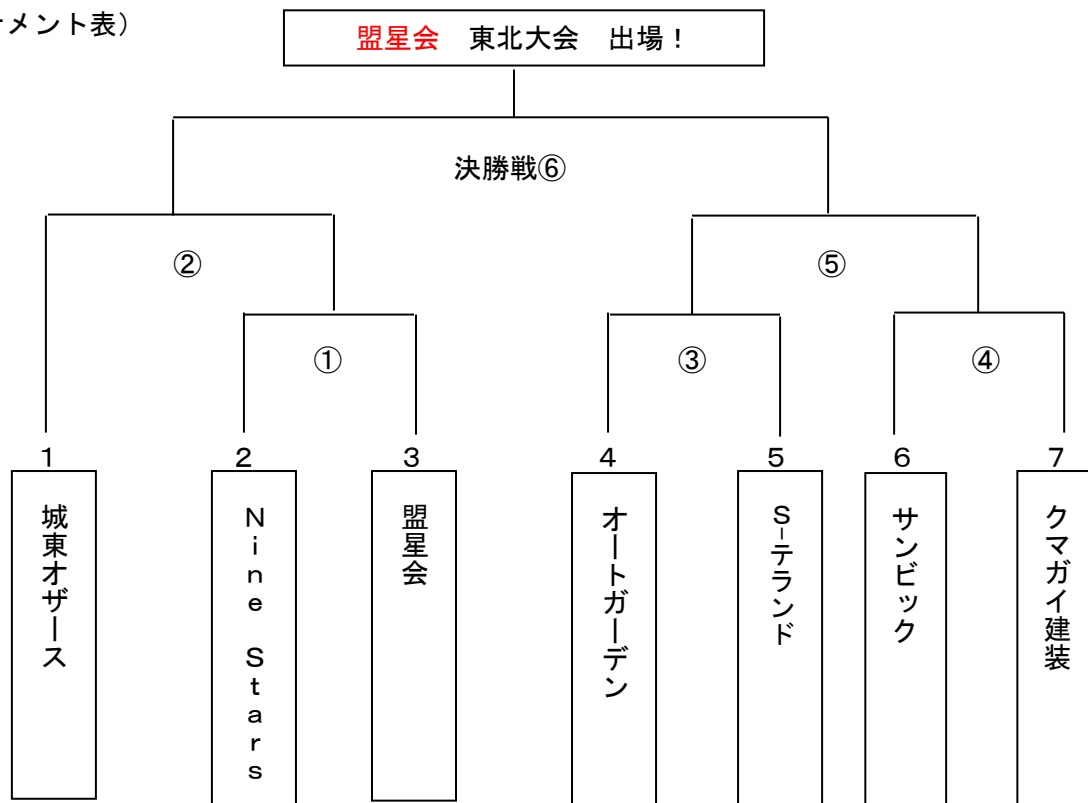 メント表）
盟星会　東北大会　出場！
決勝戦⑥
②
⑤
①
③
④
１
２
３
４
５
６
７
城東オザース
Ｎｉｎｅ　Ｓｔａｒｓ
盟星会
オートガーデン
Ｓ－テランド
サンビック
クマガイ建装